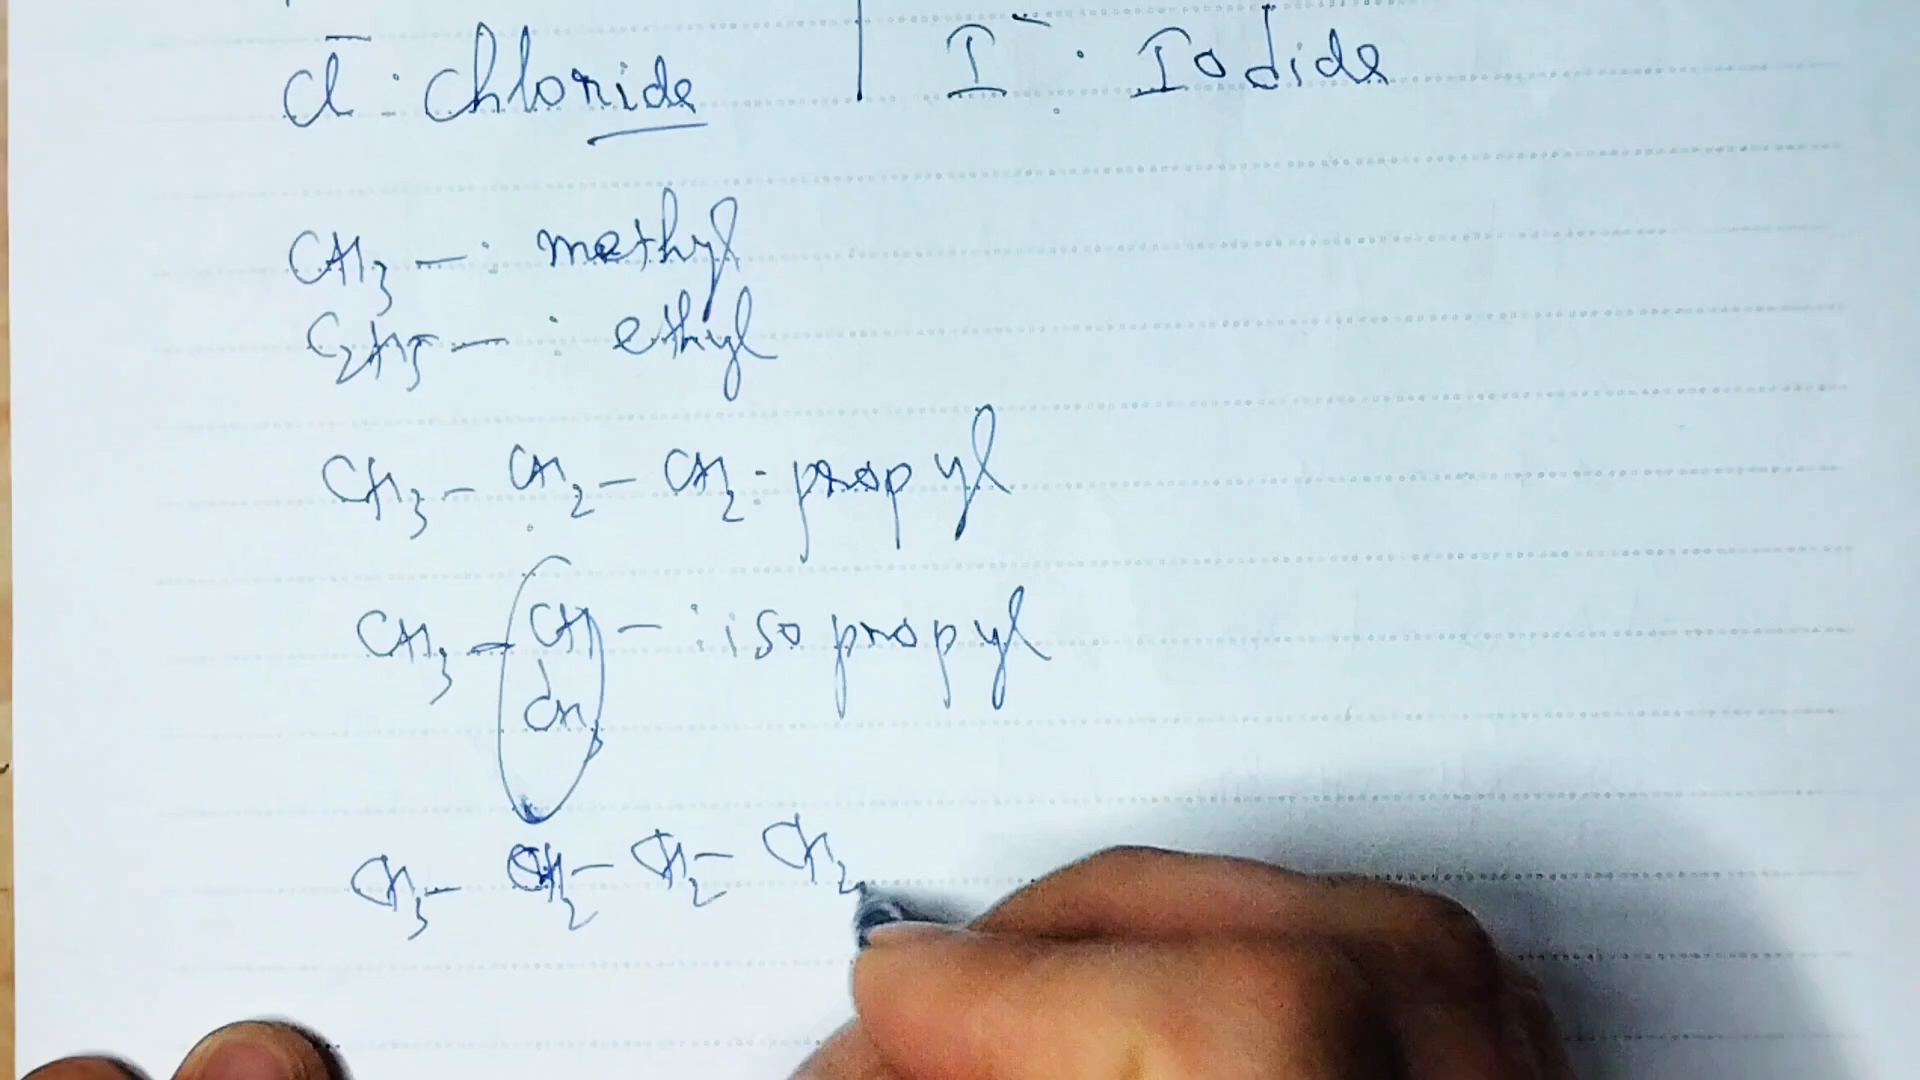 Cl⁻ : Chloride | I⁻ : Iodide
CH₃ — : methyl
C₂H₅ — : ethyl
CH₃ — CH₂ — CH₂ : propyl
CH₃ — CH — : iso propyl
CH₃
CH₃ — CH₂ — CH₂ — CH₂